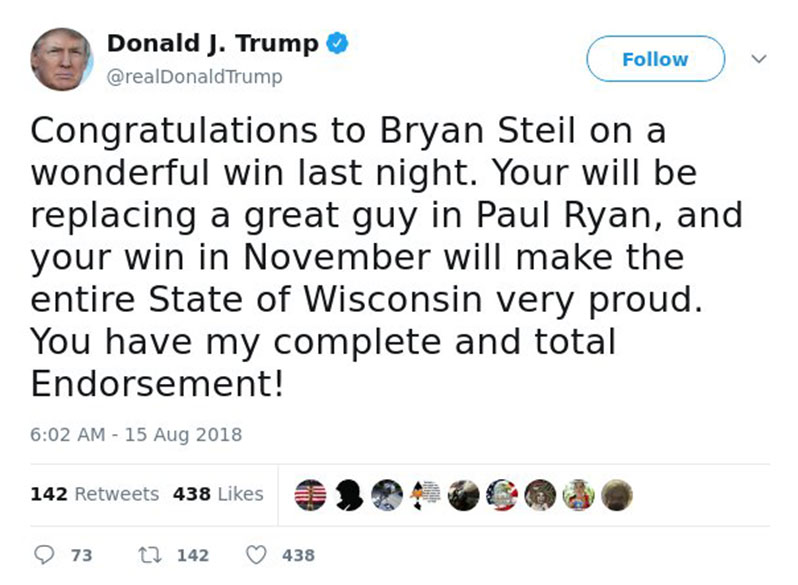 Donald J. Trump
@realDonaldTrump
Follow
Congratulations to Bryan Steil on a
wonderful win last night. Your will be
replacing a great guy in Paul Ryan, and
your win in November will make the
entire State of Wisconsin very proud.
You have my complete and total
Endorsement!
6:02 AM - 15 Aug 2018
142 Retweets 438 Likes
73 142 438